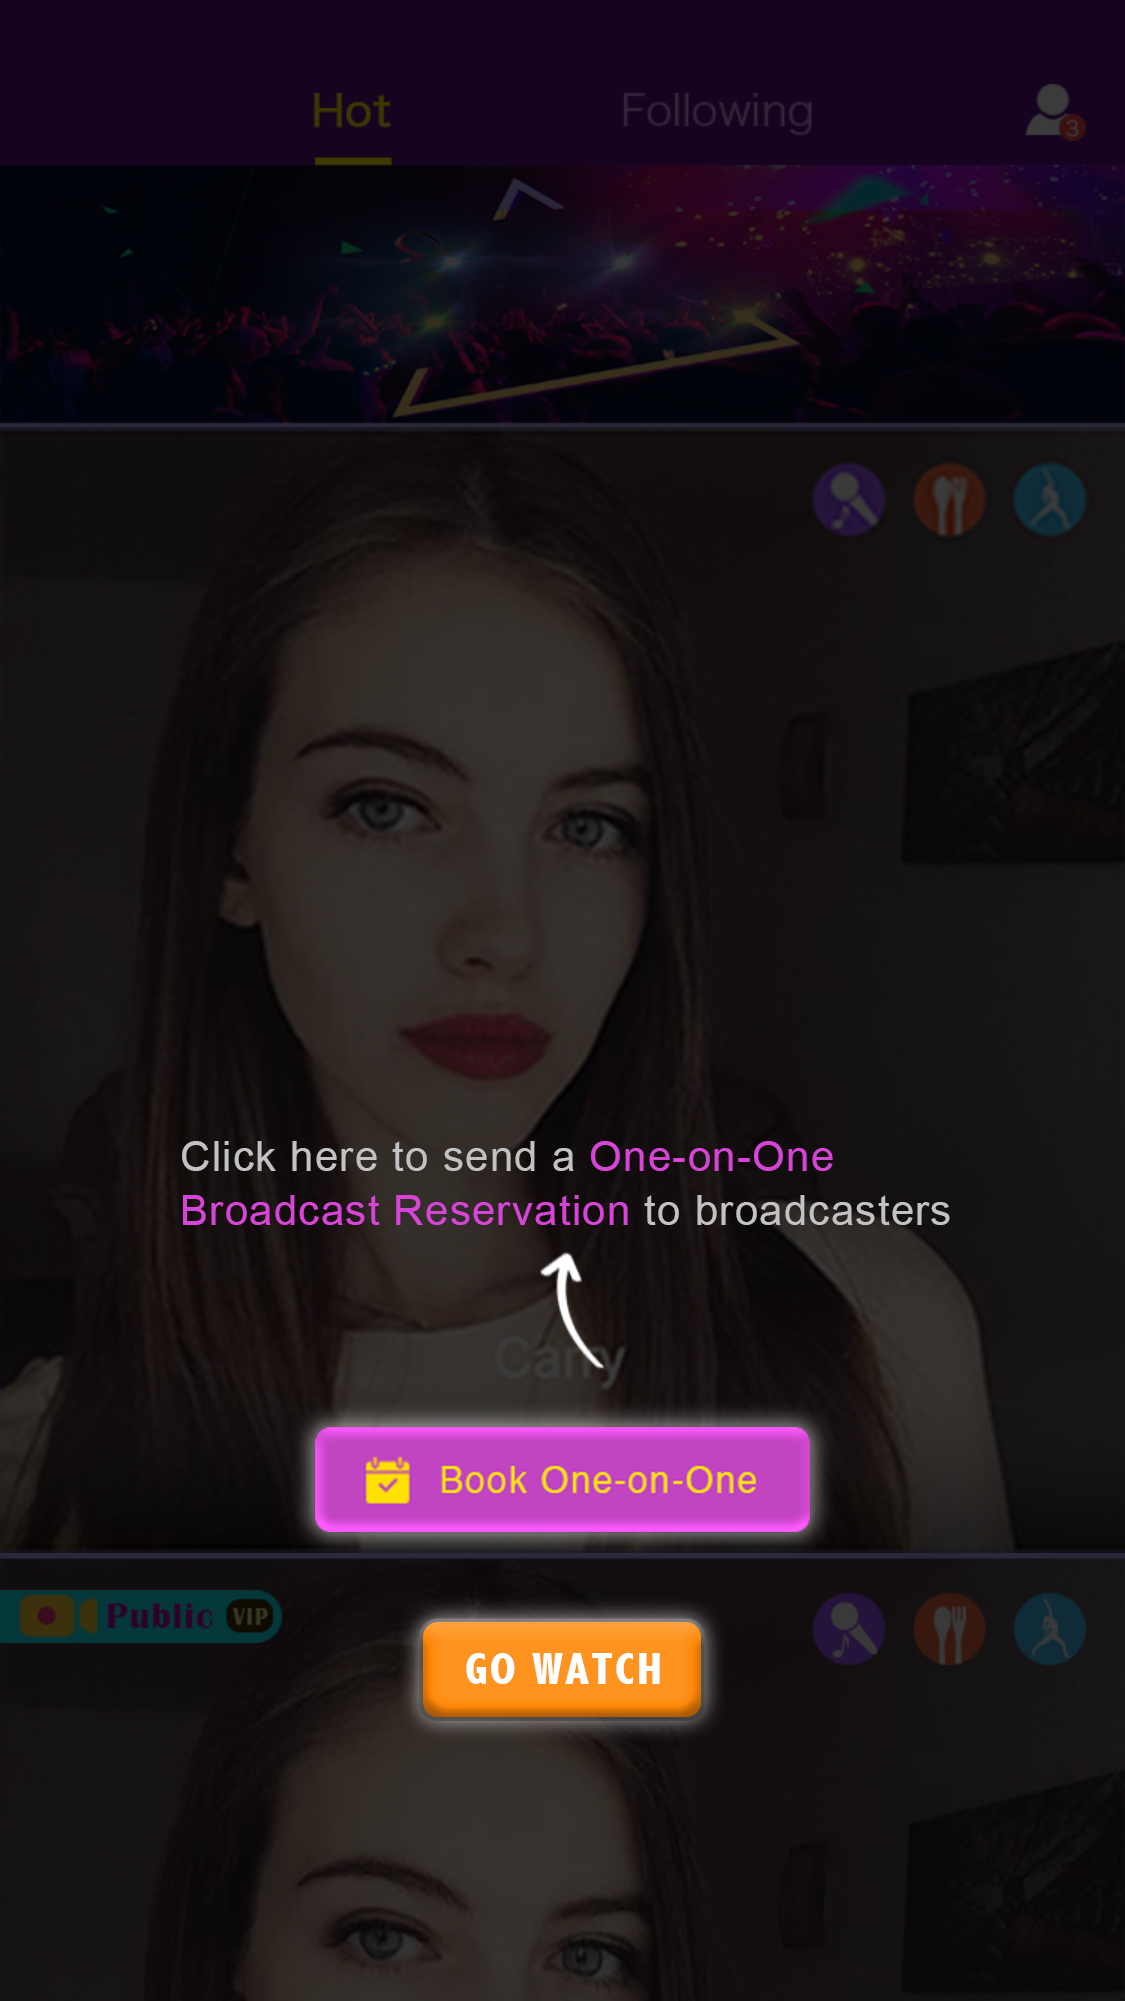 Hot
Following
3
Click here to send a One-on-One
Broadcast Reservation to broadcasters
Carry
Book One-on-One
Public VIP
GO WATCH